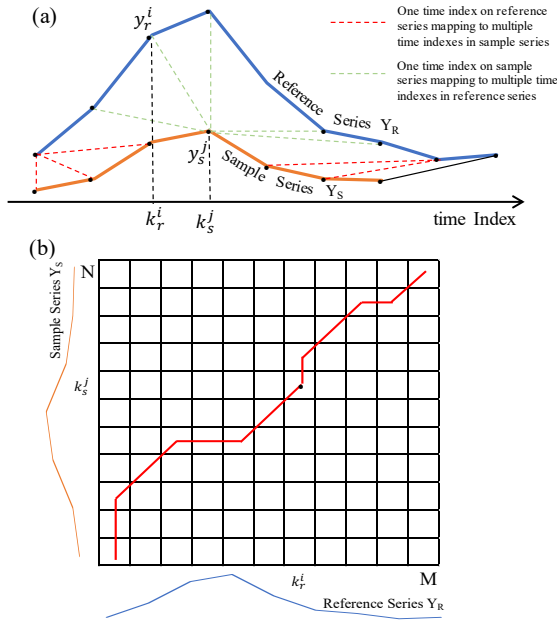 (a)
y_r^i
One time index on reference
series mapping to multiple
time indexes in sample series
One time index on sample
series mapping to multiple time
indexes in reference series
Reference Series Y_R
y_s^j
Sample Series Y_S
k_r^i
k_s^j
time Index
(b)
N
Sample Series Y_S
k_s^j
k_r^i
M
Reference Series Y_R